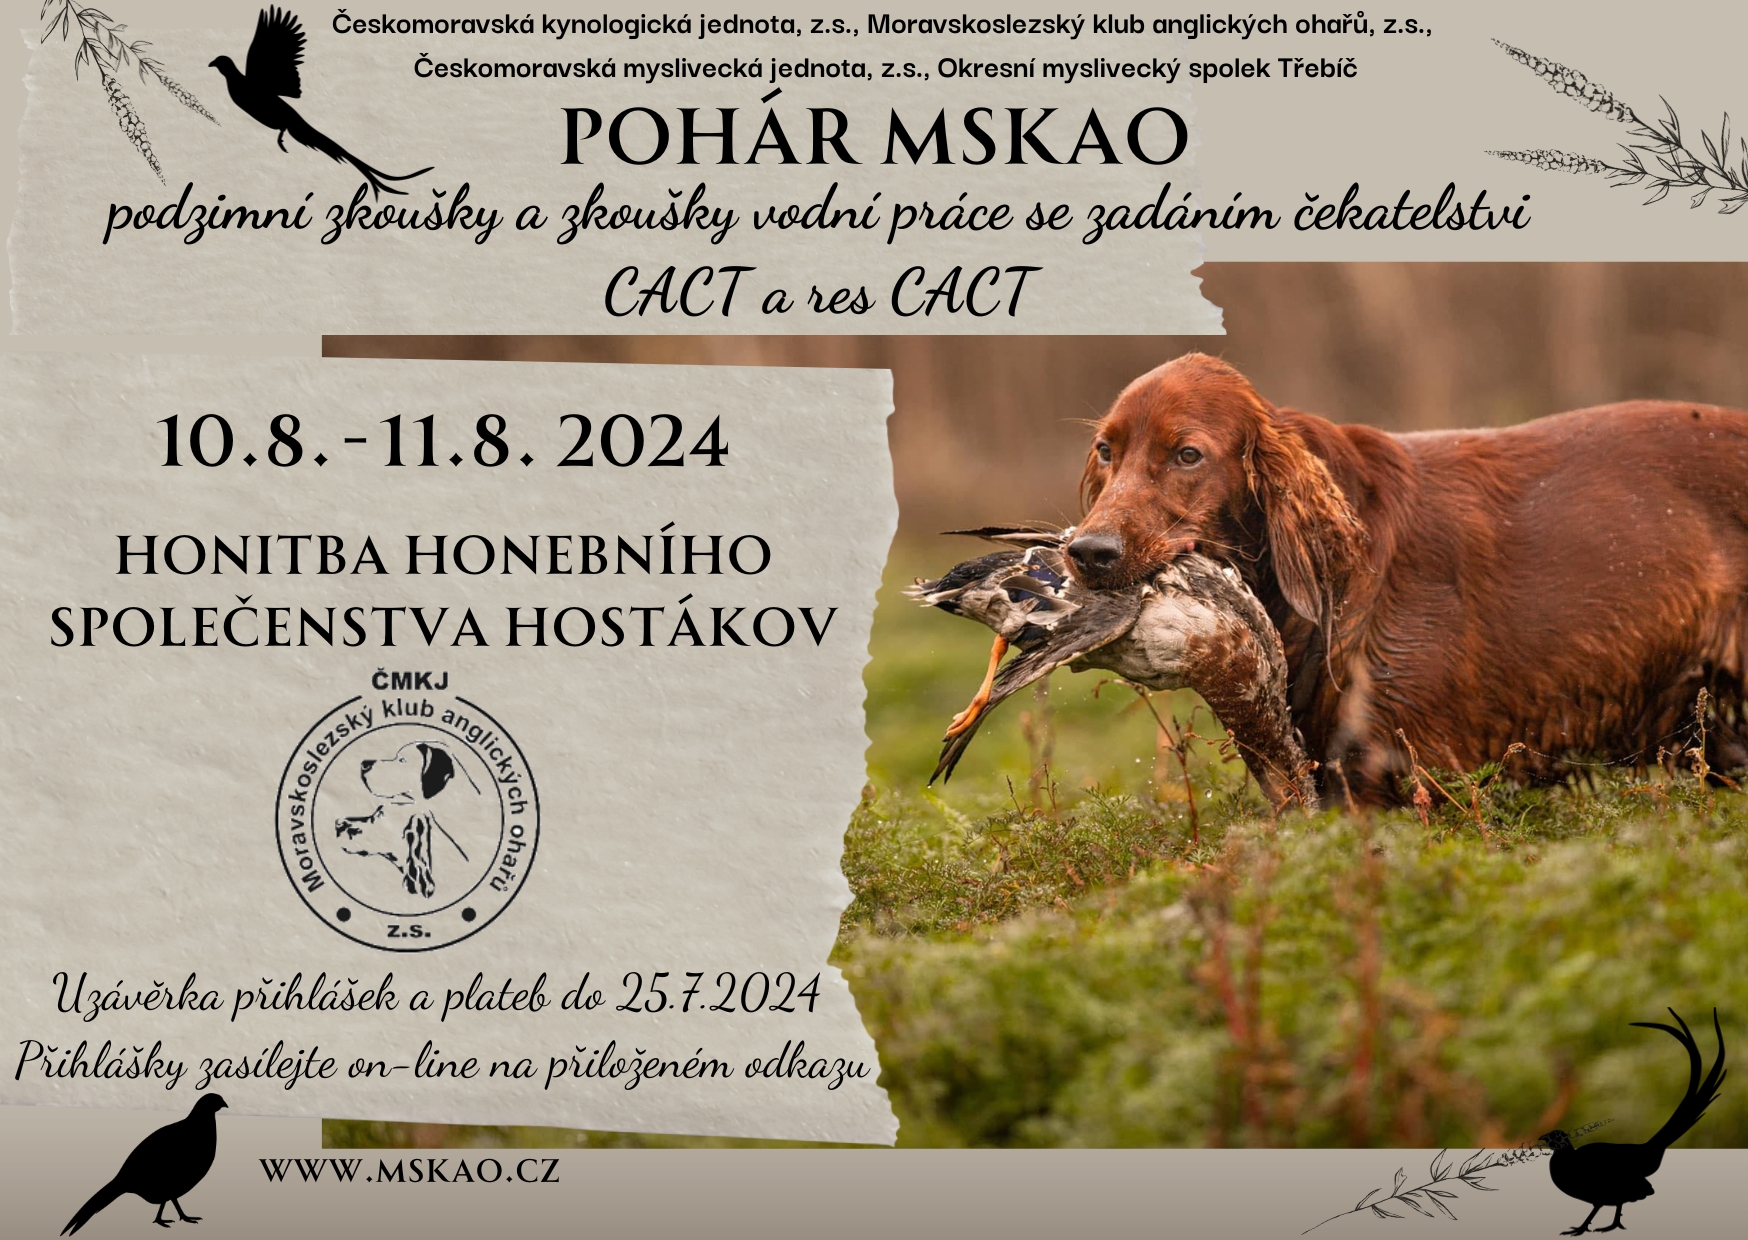 Českomoravská kynologická jednota, z.s., Moravskoslezský klub anglických ohařů, z.s.,
Českomoravská myslivecká jednota, z.s., Okresní myslivecký spolek Třebíč
POHÁR MSKAO
podzimní zkoušky a zkoušky vodní práce se zadáním čekatelstvi
CACT a res CACT
10.8.-11.8. 2024
HONITBA HONEBNÍHO
SPOLEČENSTVA HOSTÁKOV
ČMKJ
Moravskoslezský klub anglických ohařů
z.s.
Uzávěrka přihlášek a plateb do 25.7.2024
Přihlášky zasílejte on-line na přiloženém odkazu
WWW.MSKAO.CZ